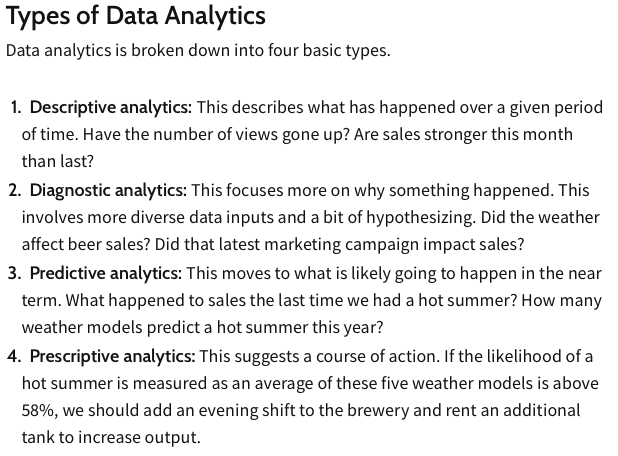 Types of Data Analytics
Data analytics is broken down into four basic types.
1. Descriptive analytics: This describes what has happened over a given period
of time. Have the number of views gone up? Are sales stronger this month
than last?
2. Diagnostic analytics: This focuses more on why something happened. This
involves more diverse data inputs and a bit of hypothesizing. Did the weather
affect beer sales? Did that latest marketing campaign impact sales?
3. Predictive analytics: This moves to what is likely going to happen in the near
term. What happened to sales the last time we had a hot summer? How many
weather models predict a hot summer this year?
4. Prescriptive analytics: This suggests a course of action. If the likelihood of a
hot summer is measured as an average of these five weather models is above
58%, we should add an evening shift to the brewery and rent an additional
tank to increase output.